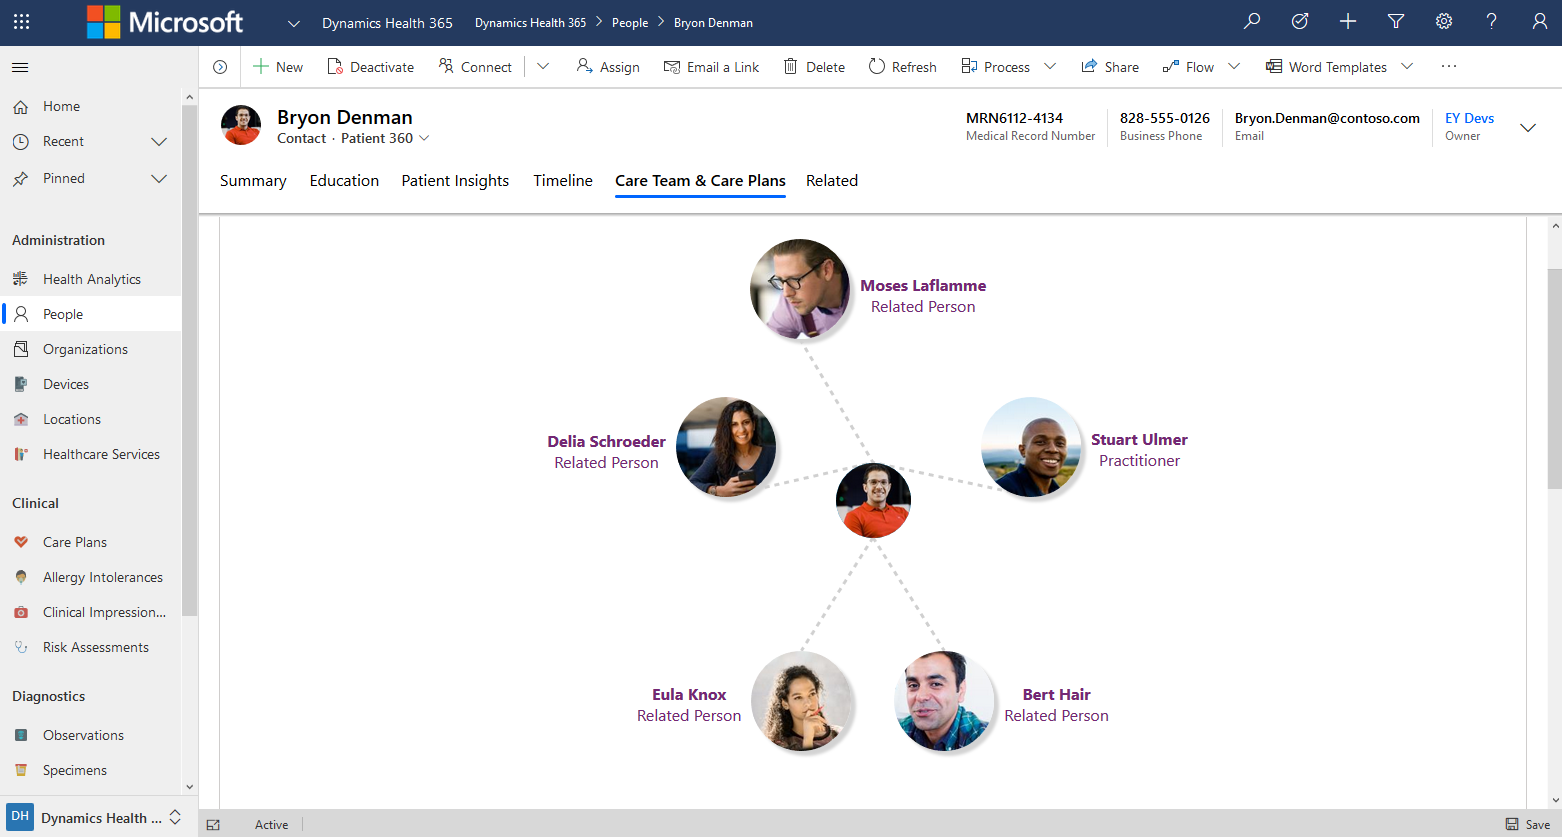 Microsoft
Dynamics Health 365
Dynamics Health 365 > People > Bryon Denman
New
Deactivate
Connect
Assign
Email a Link
Delete
Refresh
Process
Share
Flow
Word Templates
Home
Recent
Pinned
Administration
Health Analytics
People
Organizations
Devices
Locations
Healthcare Services
Clinical
Care Plans
Allergy Intolerances
Clinical Impression...
Risk Assessments
Diagnostics
Observations
Specimens
DH Dynamics Health ...
Bryon Denman
Contact · Patient 360
MRN6112-4134
Medical Record Number
828-555-0126
Business Phone
Bryon.Denman@contoso.com
Email
EY Devs
Owner
Summary
Education
Patient Insights
Timeline
Care Team & Care Plans
Related
Moses Laflamme
Related Person
Delia Schroeder
Related Person
Stuart Ulmer
Practitioner
Eula Knox
Related Person
Bert Hair
Related Person
Active
Save